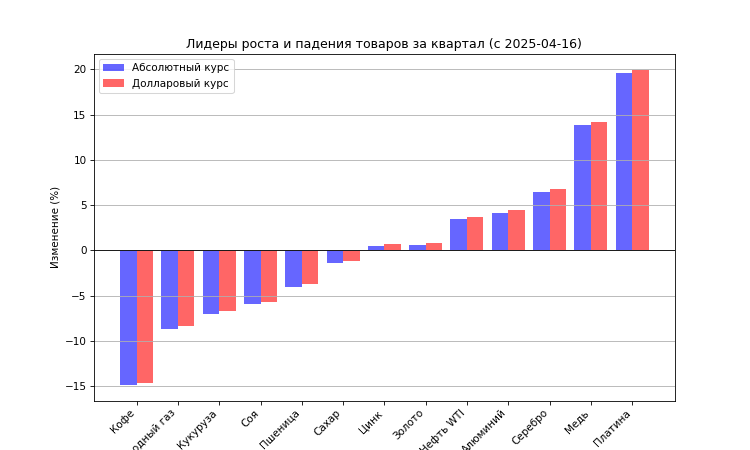 Лидеры роста и падения товаров за квартал (с 2025-04-16)
Абсолютный курс
Долларовый курс
Изменение (%)
20
15
10
5
0
−5
−10
−15
Кофе
одный газ
Кукуруза
Соя
Пшеница
Сахар
Цинк
Золото
Нефть WTI
Алюминий
Серебро
Медь
Платина